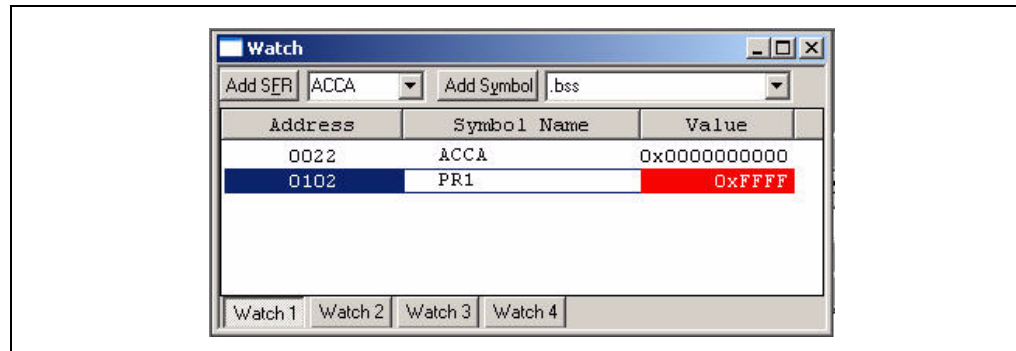 Watch
Add SFR ACCA Add Symbol .bss
Address Symbol Name Value
0022 ACCA 0x0000000000
0102 PR1 0xFFFF
Watch 1 Watch 2 Watch 3 Watch 4